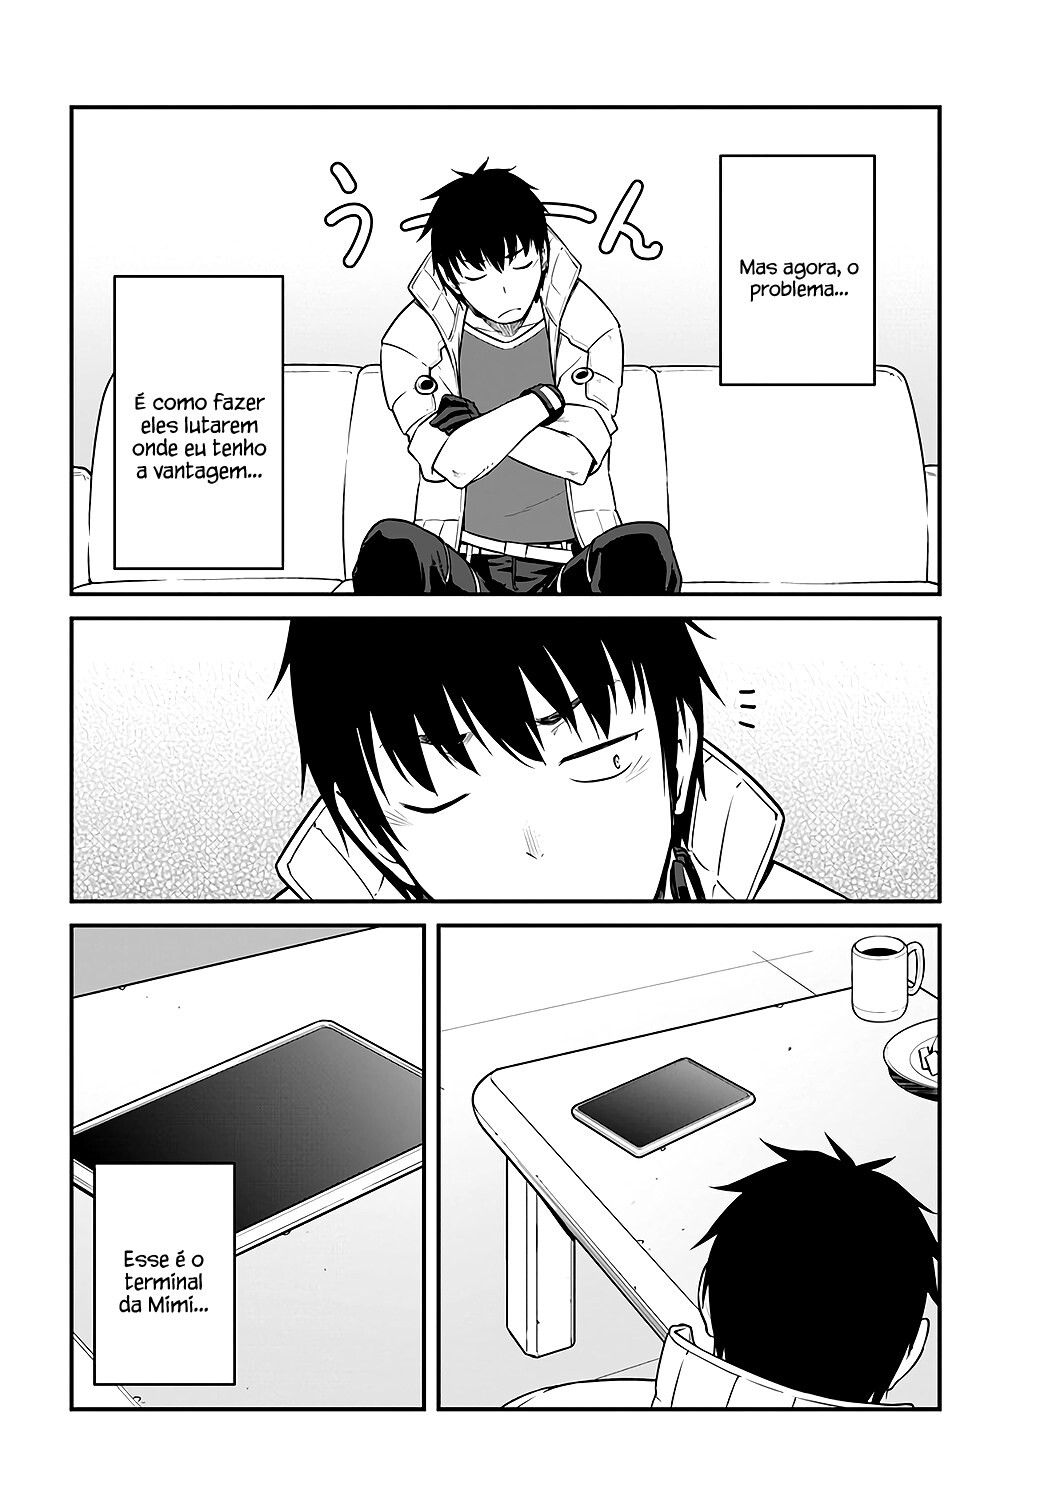 Mas agora, o
problema...
うーん
É como fazer
eles lutarem
onde eu tenho
a vantagem...
Esse é o
terminal
da Mimi...